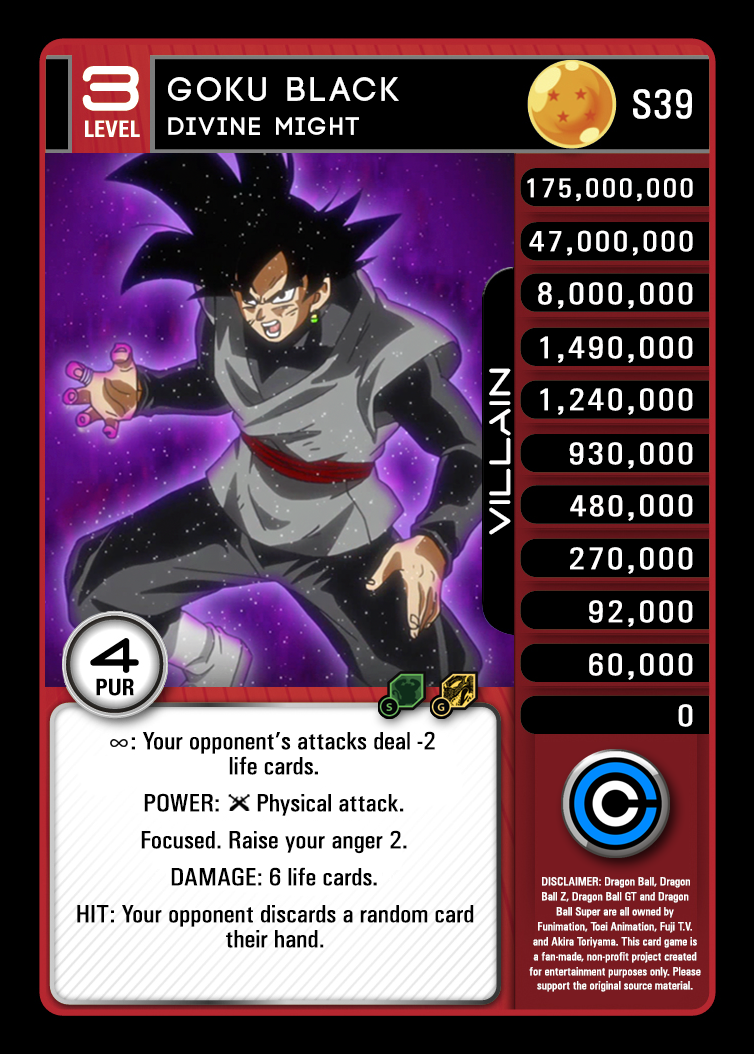 3
LEVEL
GOKU BLACK
DIVINE MIGHT
S39
175,000,000
47,000,000
8,000,000
1,490,000
1,240,000
930,000
480,000
270,000
92,000
60,000
0
VILLAIN
4
PUR
S
G
∞: Your opponent's attacks deal -2
life cards.
POWER: Physical attack.
Focused. Raise your anger 2.
DAMAGE: 6 life cards.
HIT: Your opponent discards a random card
their hand.
DISCLAIMER: Dragon Ball, Dragon
Ball Z, Dragon Ball GT and Dragon
Ball Super are all owned by
Funimation, Toei Animation, Fuji T.V.
and Akira Toriyama. This card game is
a fan-made, non-profit project created
for entertainment purposes only. Please
support the original source material.